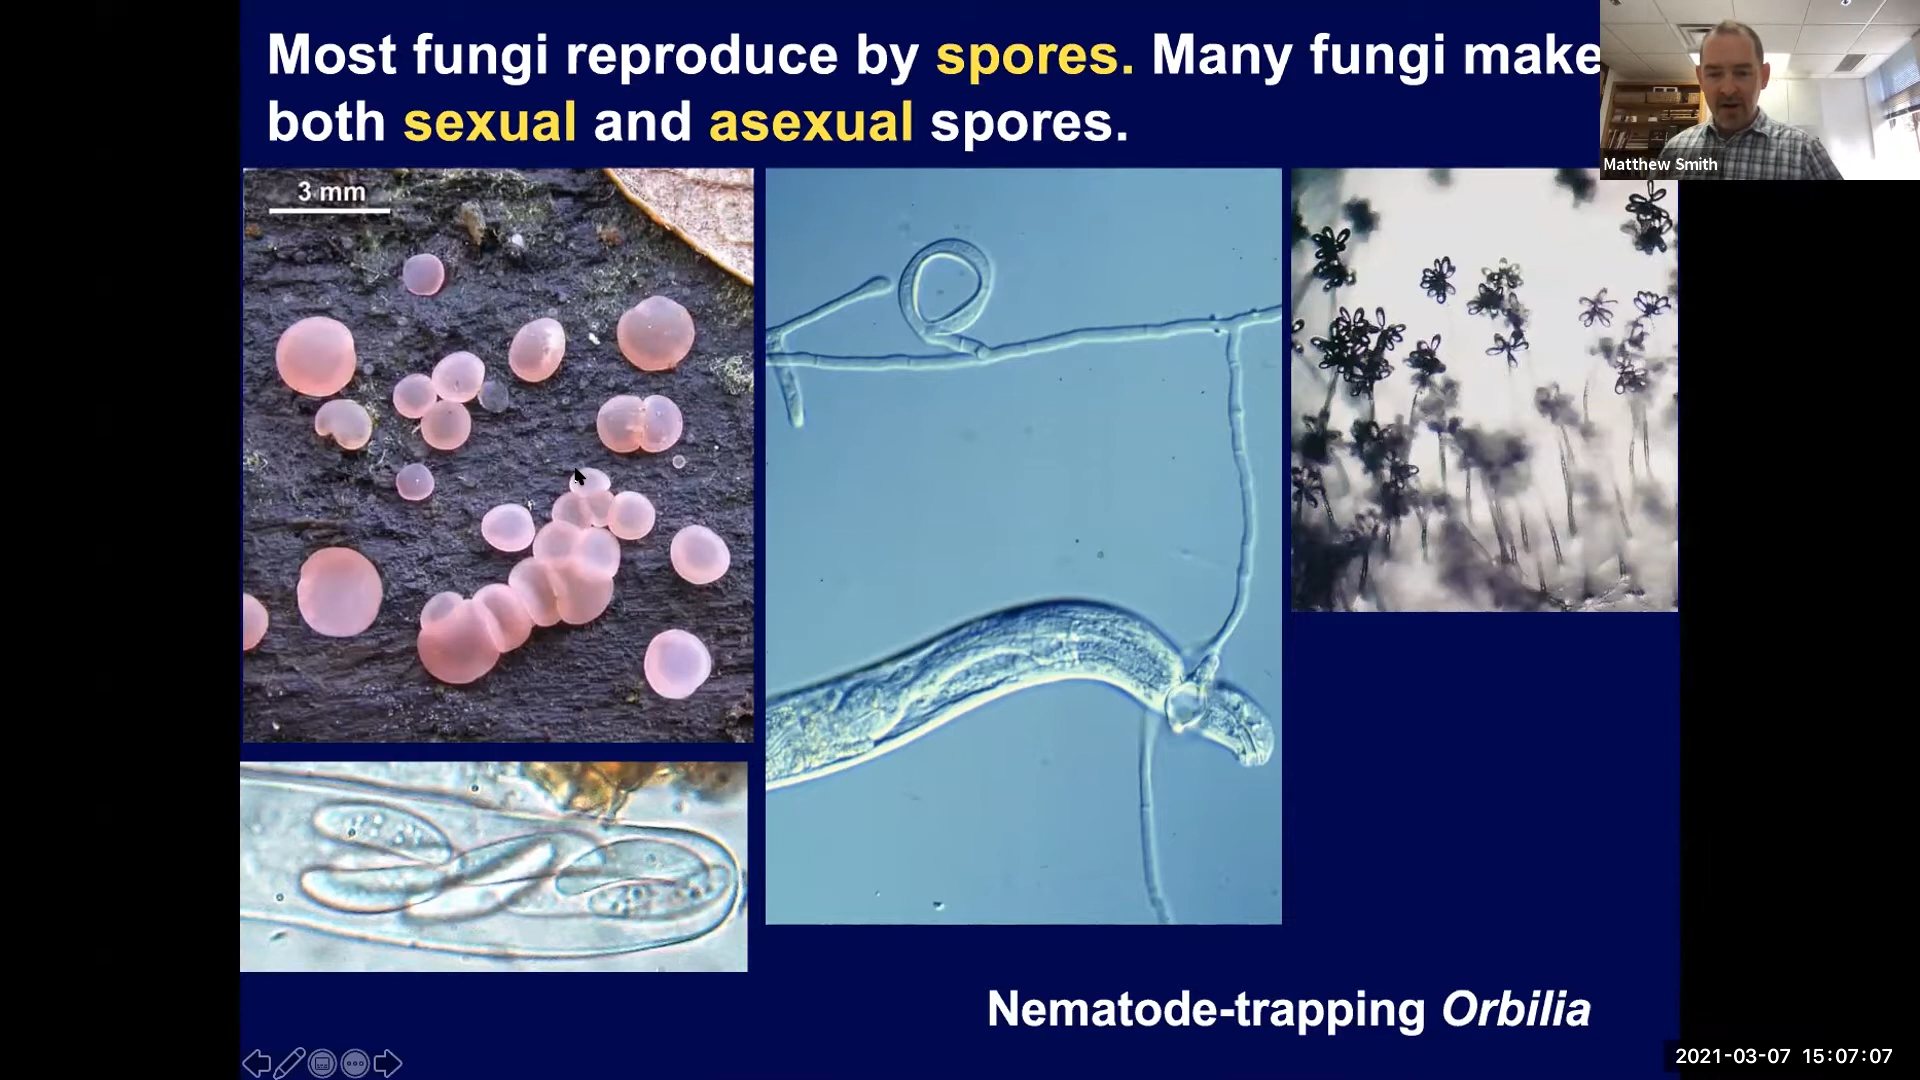 Most fungi reproduce by spores. Many fungi make
both sexual and asexual spores.
Matthew Smith
3 mm
Nematode-trapping Orbilia
2021-03-07 15:07:07